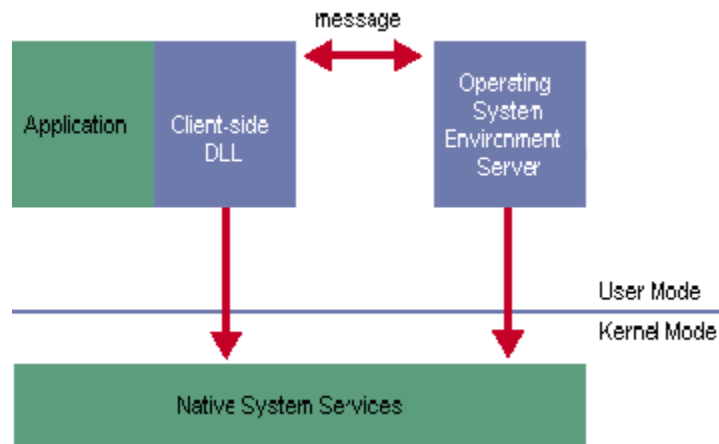 message
Application
Client-side
DLL
Operating
System
Environment
Server
User Mode
Kernel Mode
Native System Services